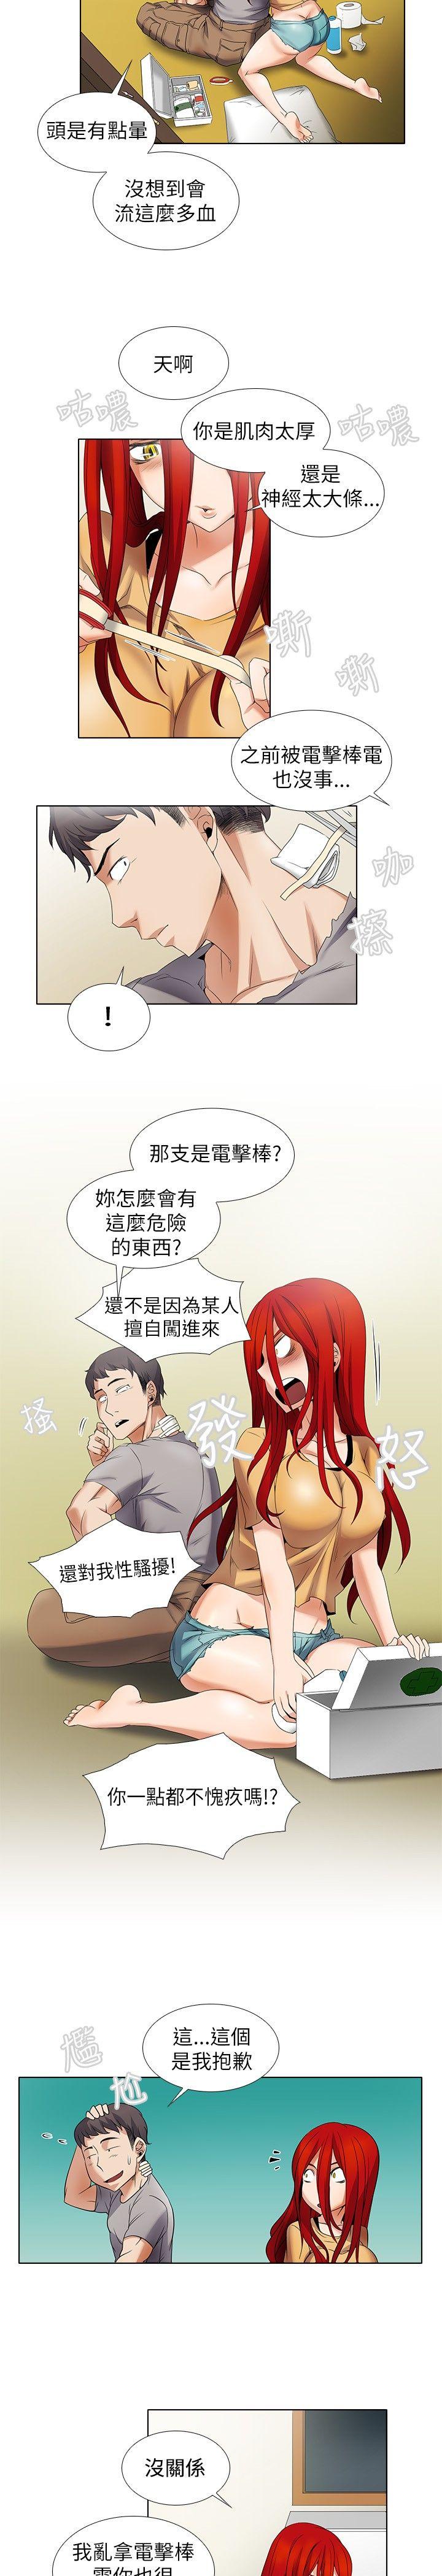 頭是有點暈
沒想到會
流這麼多血
天啊
咕噥
你是肌肉太厚
咕噥
還是
神經太大條...
嘶
嘶
之前被電擊棒電
也沒事...
咖
擦
!
那支是電擊棒?
妳怎麼會有
這麼危險
的東西?
還不是因為某人
擅自闖進來
搔
發
怒
還對我性騷擾!
你一點都不愧疚嗎!?
這...這個
是我抱歉
尷
尬
沒關係
我亂拿電擊棒
電你也很